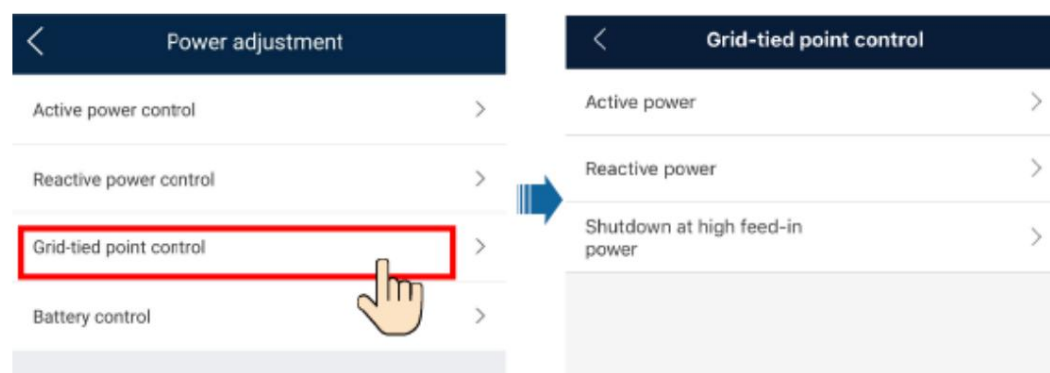 Power adjustment
Active power control
Reactive power control
Grid-tied point control
Battery control
Grid-tied point control
Active power
Reactive power
Shutdown at high feed-in
power